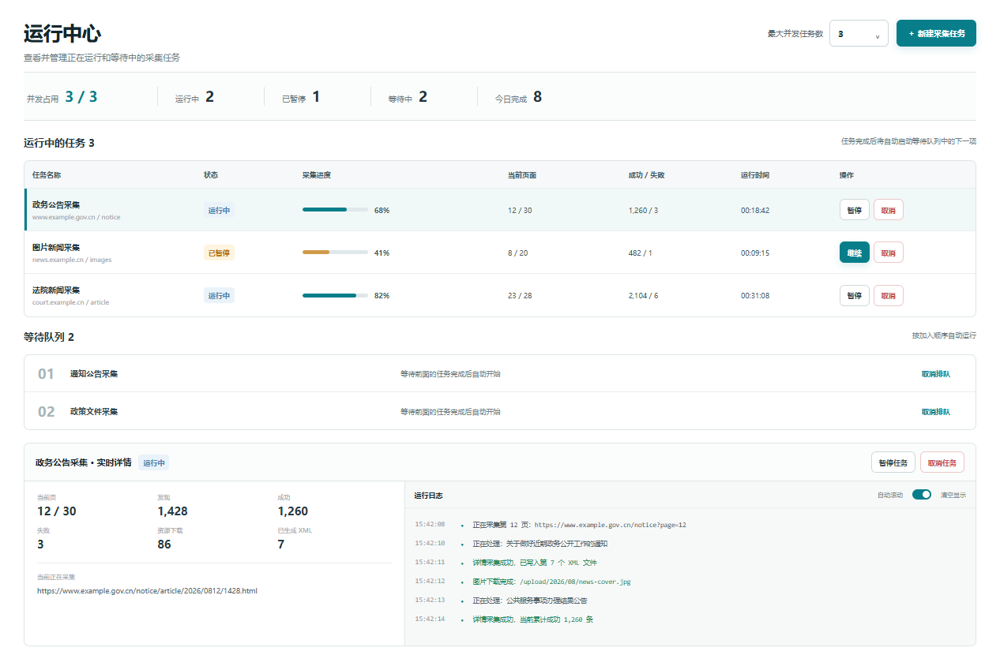 运行中心
查看并管理正在运行和等待中的采集任务
最大并发任务数 3
+ 新建采集任务
并发占用 3 / 3 运行中 2 已暂停 1 等待中 2 今日完成 8
运行中的任务 3
任务完成后将自动启动等待队列中的下一项
任务名称 状态 采集进度 当前页面 成功 / 失败 运行时间 操作
政务公告采集
www.example.gov.cn / notice
运行中 68% 12 / 30 1,260 / 3 00:18:42 暂停 取消
图片新闻采集
news.example.cn / images
已暂停 41% 8 / 20 482 / 1 00:09:15 继续 取消
法院新闻采集
court.example.cn / article
运行中 82% 23 / 28 2,104 / 6 00:31:08 暂停 取消
等待队列 2
按加入顺序自动运行
01 通知公告采集 等待前面的任务完成后自动开始 取消排队
02 政策文件采集 等待前面的任务完成后自动开始 取消排队
政务公告采集 • 实时详情 运行中 暂停任务 取消任务
当前页 发现 成功
12 / 30 1,428 1,260
失败 资源下载 已生成 XML
3 86 7
当前正在采集
https://www.example.gov.cn/notice/article/2026/0812/1428.html
运行日志 自动滚动 清空显示
15:42:08 • 正在采集第 12 页: https://www.example.gov.cn/notice?page=12
15:42:10 • 正在处理: 关于做好近期政务公开工作的通知
15:42:11 • 详情采集成功, 已写入第 7 个 XML 文件
15:42:12 • 图片下载完成: /upload/2026/08/news-cover.jpg
15:42:13 • 正在处理: 公共服务事项办理结果公告
15:42:14 • 详情采集成功, 当前累计成功 1,260 条